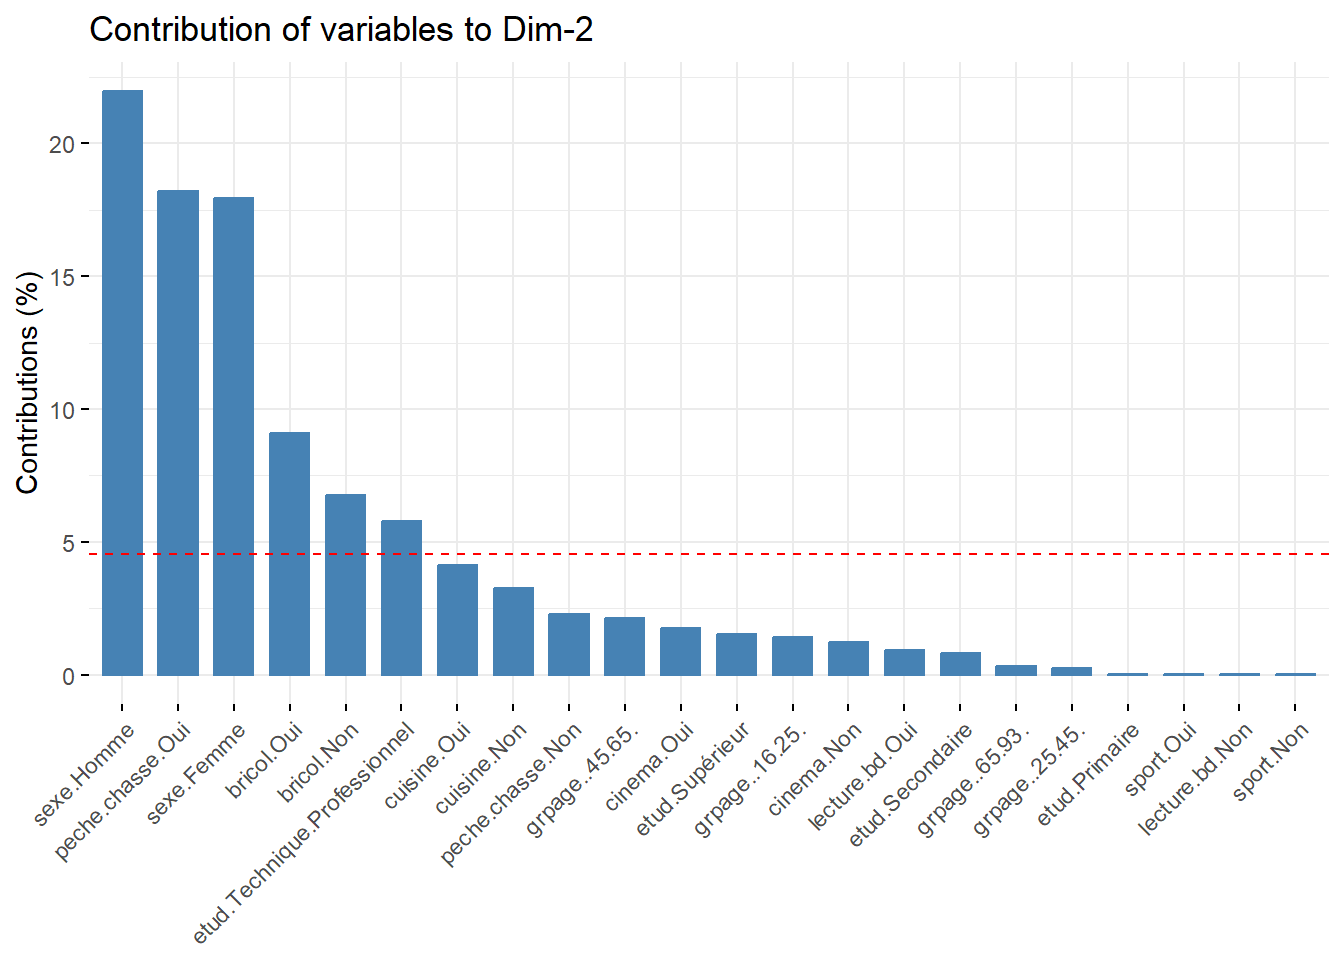 Contribution of variables to Dim-2
Contributions (%)
20
15
10
5
0
sexe.Homme
peche.chasse.Oui
sexe.Femme
bricol.Oui
bricol.Non
etud.Technique.Professionnel
cuisine.Oui
cuisine.Non
peche.chasse.Non
grpage..45.65.
cinema.Oui
etud.Supérieur
grpage..16.25.
cinema.Non
lecture.bd.Oui
etud.Secondaire
grpage..65.93.
grpage..25.45.
etud.Primaire
sport.Oui
lecture.bd.Non
sport.Non